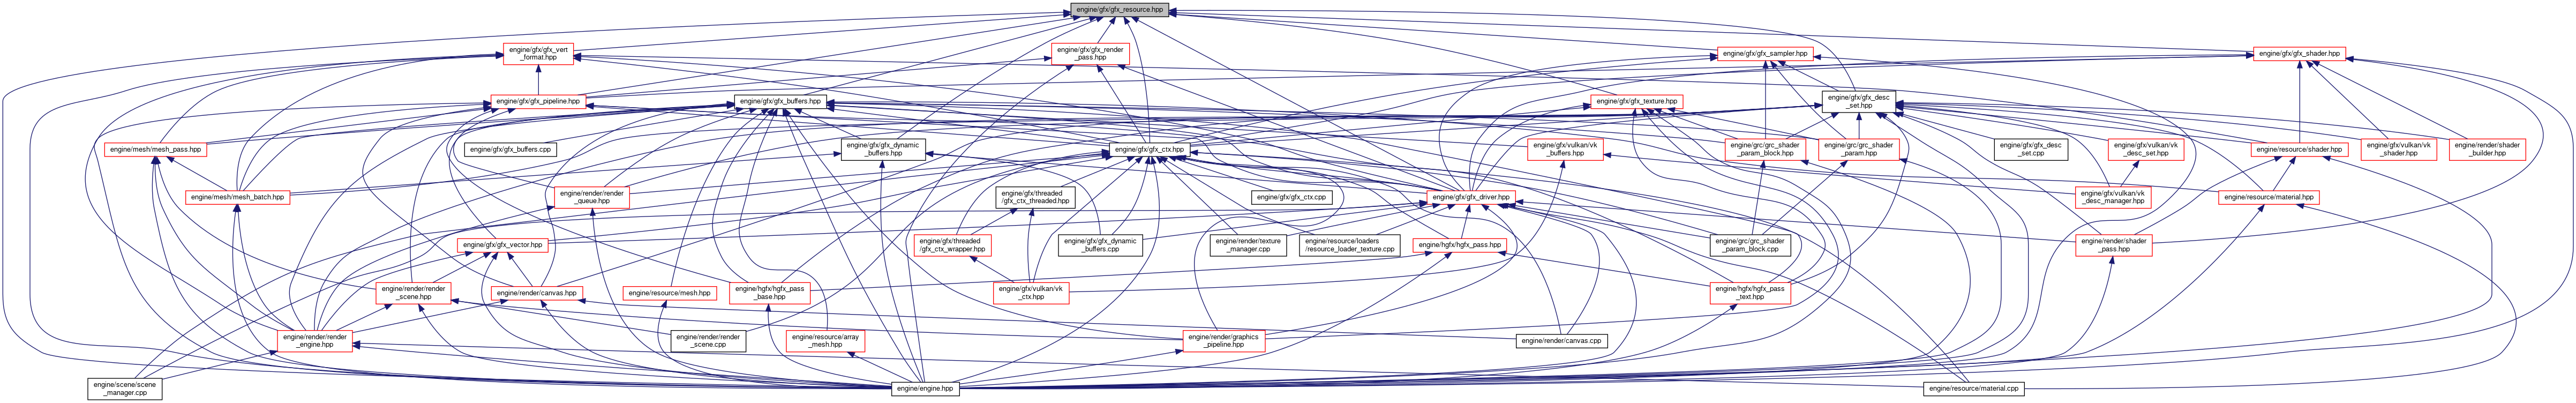 engine/gfx/gfx_resource.hpp
engine/gfx/gfx_vert
_format.hpp
engine/gfx/gfx_render
_pass.hpp
engine/gfx/gfx_sampler.hpp
engine/gfx/gfx_shader.hpp
engine/gfx/gfx_pipeline.hpp
engine/gfx/gfx_buffers.hpp
engine/gfx/gfx_texture.hpp
engine/gfx/gfx_desc
_set.hpp
engine/mesh/mesh_pass.hpp
engine/gfx/gfx_buffers.cpp
engine/gfx/gfx_dynamic
_buffers.hpp
engine/gfx/gfx_ctx.hpp
engine/gfx/vulkan/vk
_buffers.hpp
engine/grc/grc_shader
_param_block.hpp
engine/grc/grc_shader
_param.hpp
engine/gfx/gfx_desc
_set.cpp
engine/gfx/vulkan/vk
_desc_set.hpp
engine/resource/shader.hpp
engine/gfx/vulkan/vk
_shader.hpp
engine/render/shader
_builder.hpp
engine/mesh/mesh_batch.hpp
engine/render/render
_queue.hpp
engine/gfx/threaded
/gfx_ctx_threaded.hpp
engine/gfx/gfx_ctx.cpp
engine/gfx/gfx_driver.hpp
engine/gfx/vulkan/vk
_desc_manager.hpp
engine/resource/material.hpp
engine/gfx/gfx_vector.hpp
engine/gfx/threaded
/gfx_ctx_wrapper.hpp
engine/gfx/gfx_dynamic
_buffers.cpp
engine/render/texture
_manager.cpp
engine/resource/loaders
/resource_loader_texture.cpp
engine/hgfx/hgfx_pass.hpp
engine/grc/grc_shader
_param_block.cpp
engine/render/shader
_pass.hpp
engine/render/render
_scene.hpp
engine/render/canvas.hpp
engine/resource/mesh.hpp
engine/hgfx/hgfx_pass
_base.hpp
engine/gfx/vulkan/vk
_ctx.hpp
engine/hgfx/hgfx_pass
_text.hpp
engine/render/render
_engine.hpp
engine/render/render
_scene.cpp
engine/resource/array
_mesh.hpp
engine/render/graphics
_pipeline.hpp
engine/render/canvas.cpp
engine/scene/scene
_manager.cpp
engine/engine.hpp
engine/resource/material.cpp